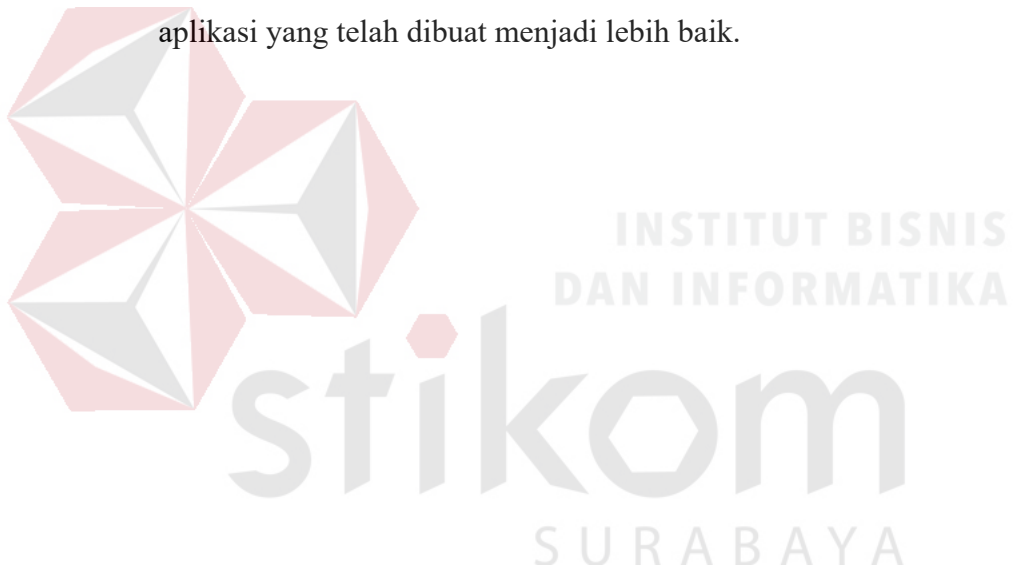 aplikasi yang telah dibuat menjadi lebih baik.
INSTITUT BISNIS
DAN INFORMATIKA
stikom
SURABAYA